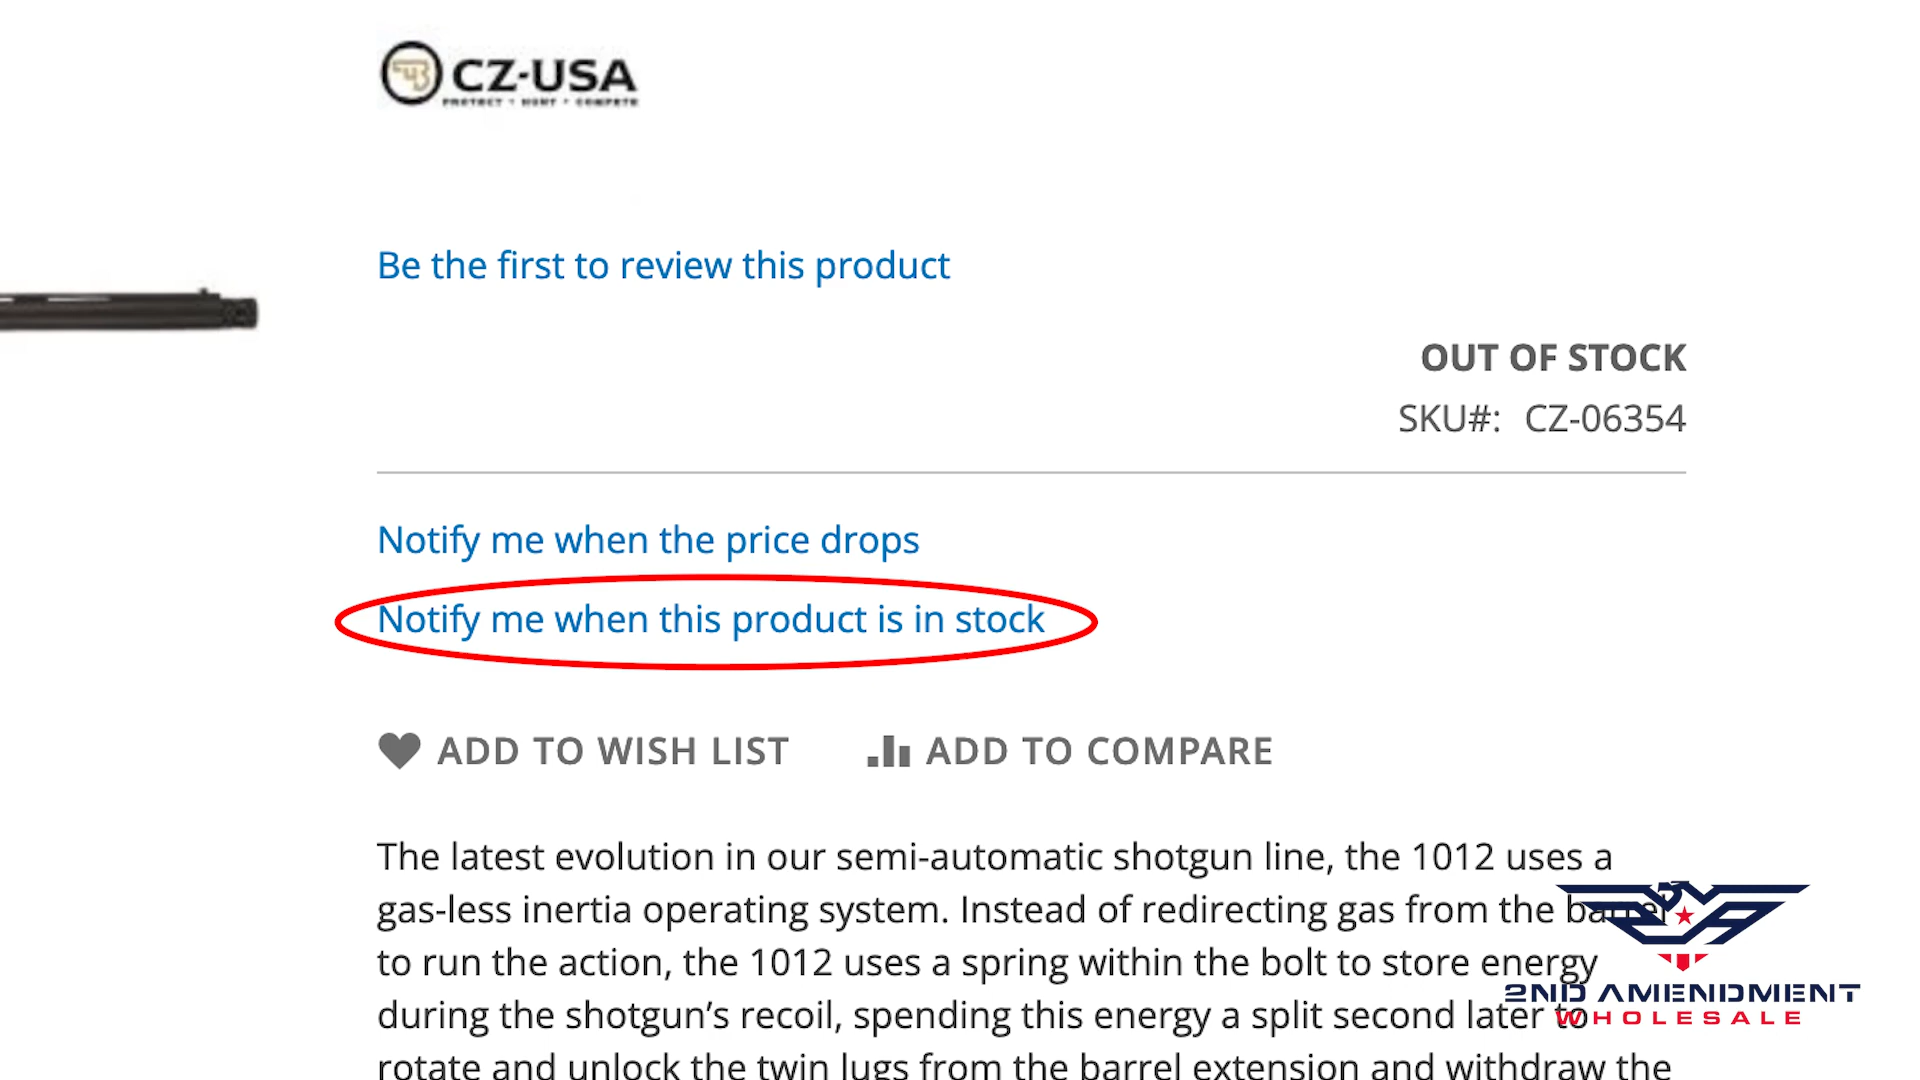 CZ-USA
PROTECT • HUNT • COMPETE
Be the first to review this product
OUT OF STOCK
SKU#: CZ-06354
Notify me when the price drops
Notify me when this product is in stock
ADD TO WISH LIST
ADD TO COMPARE
The latest evolution in our semi-automatic shotgun line, the 1012 uses a
gas-less inertia operating system. Instead of redirecting gas from the barrel
to run the action, the 1012 uses a spring within the bolt to store energy
during the shotgun’s recoil, spending this energy a split second later to
rotate and unlock the twin lugs from the barrel extension and withdraw the
2ND AMENDMENT
WHOLESALE